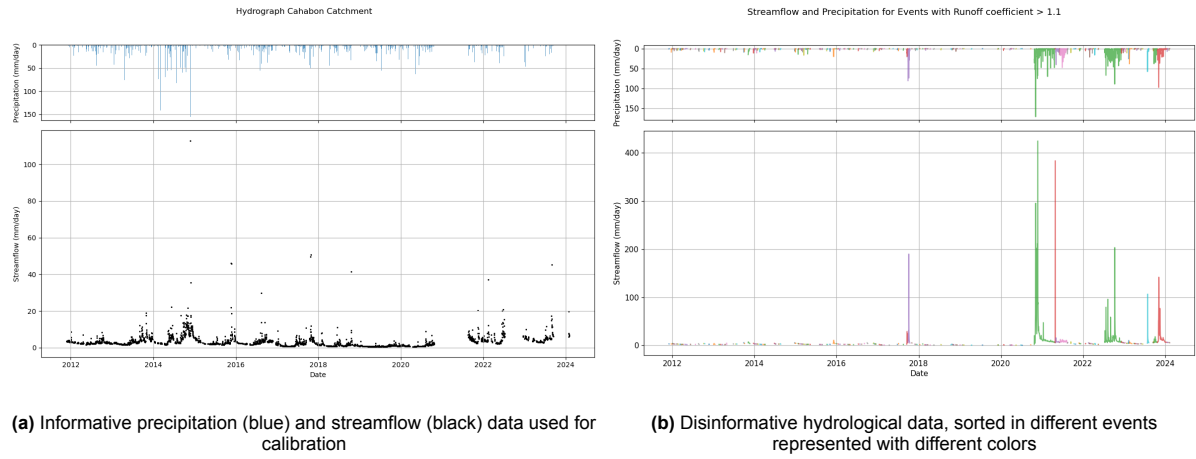 Hydrograph Cahabon Catchment
Precipitation (mm/day)
0
50
100
150
Streamflow (mm/day)
100
80
60
40
20
0
2012 2014 2016 2018 2020 2022 2024
Date
(a) Informative precipitation (blue) and streamflow (black) data used for
calibration
Streamflow and Precipitation for Events with Runoff coefficient > 1.1
Precipitation (mm/day)
0
50
100
150
Streamflow (mm/day)
400
300
200
100
0
2012 2014 2016 2018 2020 2021 2022 2023 2024
Date
(b) Disinformative hydrological data, sorted in different events
represented with different colors